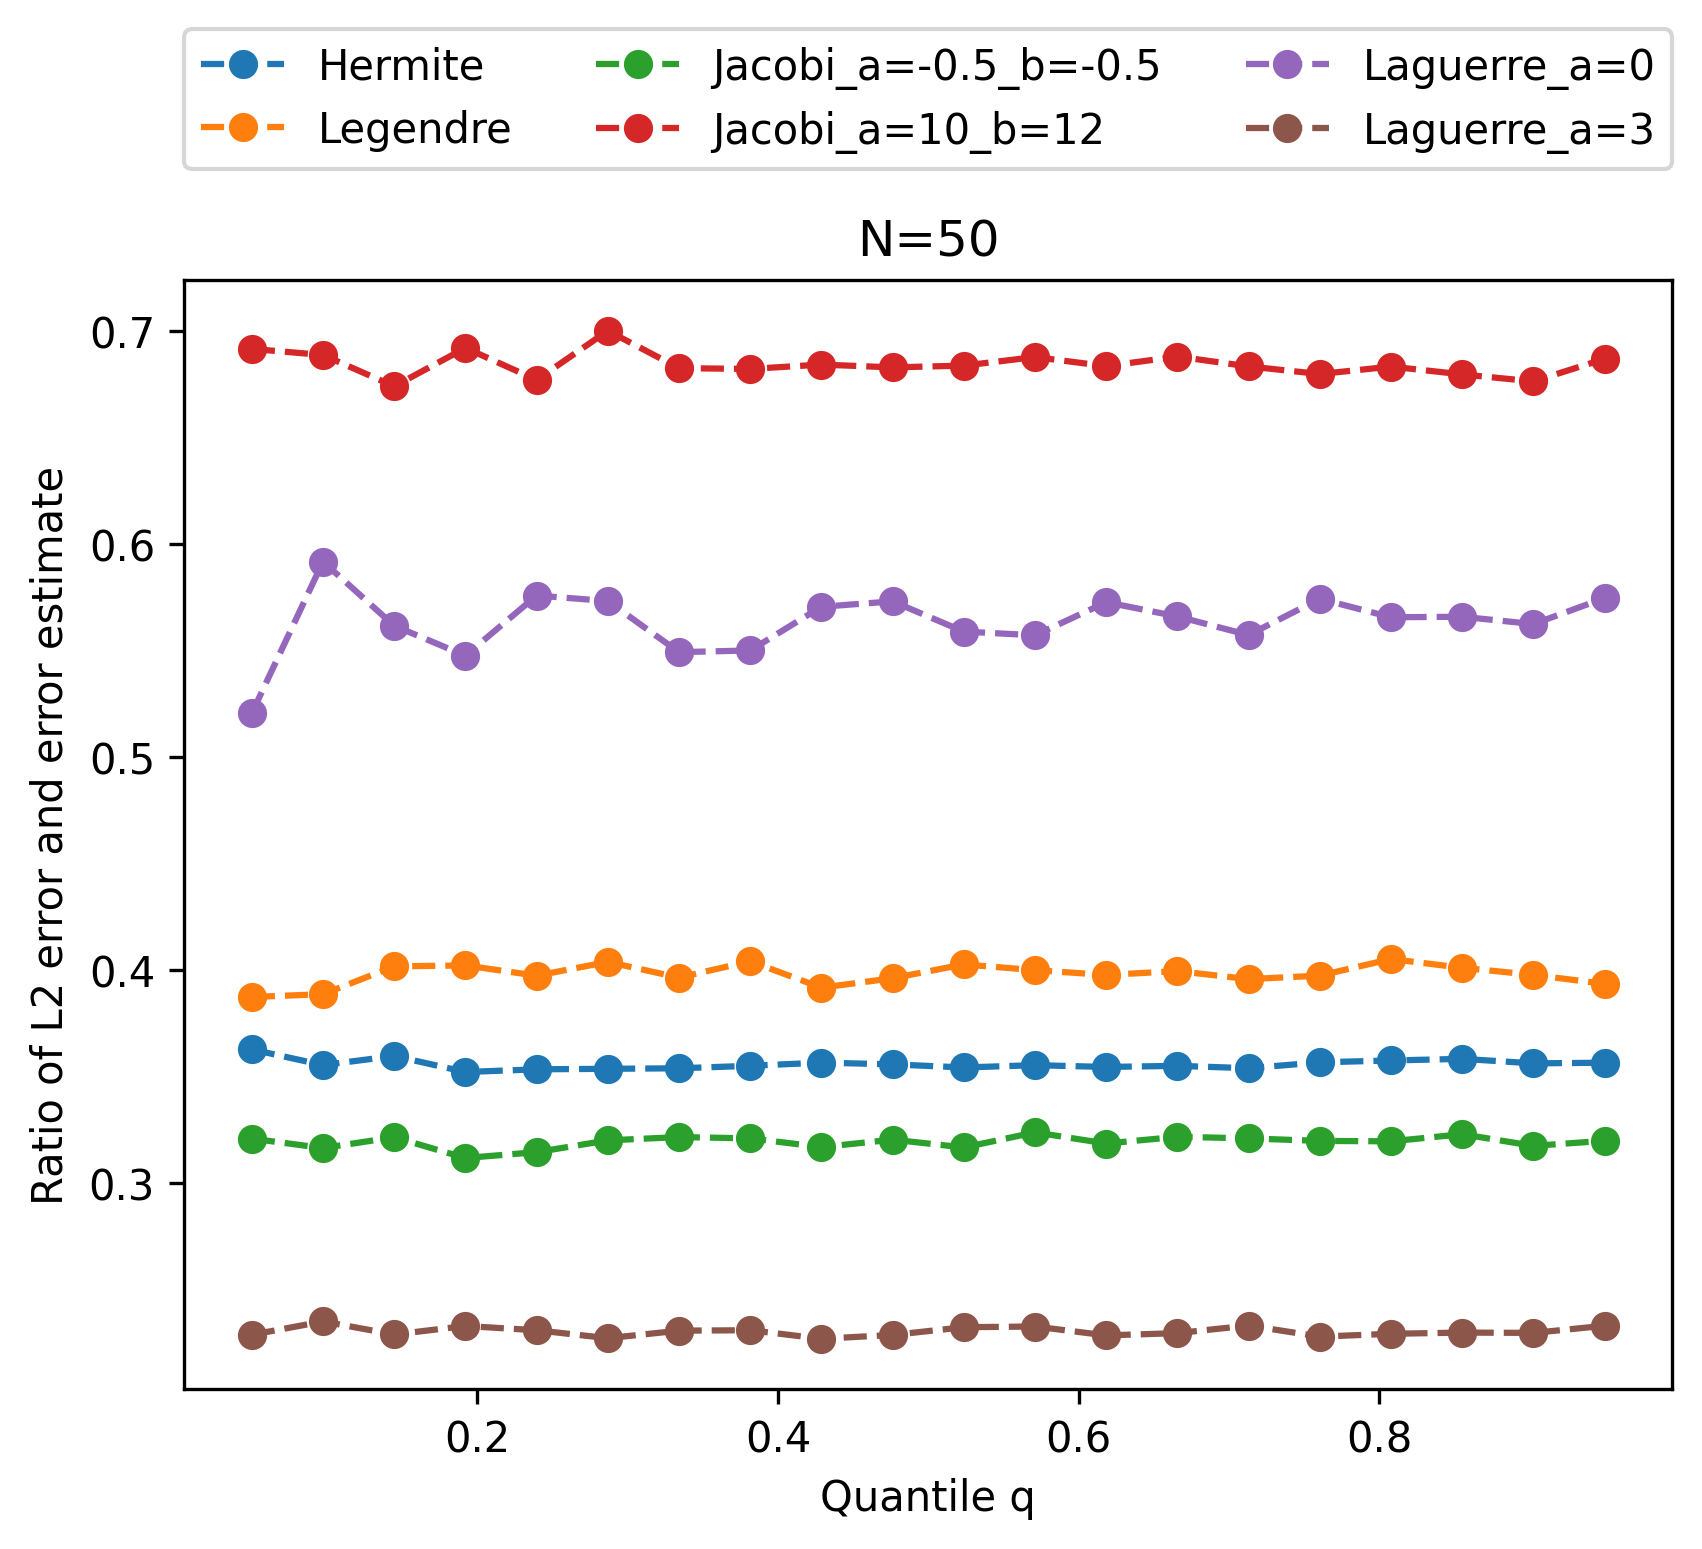 Hermite
Legendre
Jacobi_a=-0.5_b=-0.5
Jacobi_a=10_b=12
Laguerre_a=0
Laguerre_a=3
N=50
Ratio of L2 error and error estimate
0.7
0.6
0.5
0.4
0.3
0.2 0.4 0.6 0.8
Quantile q